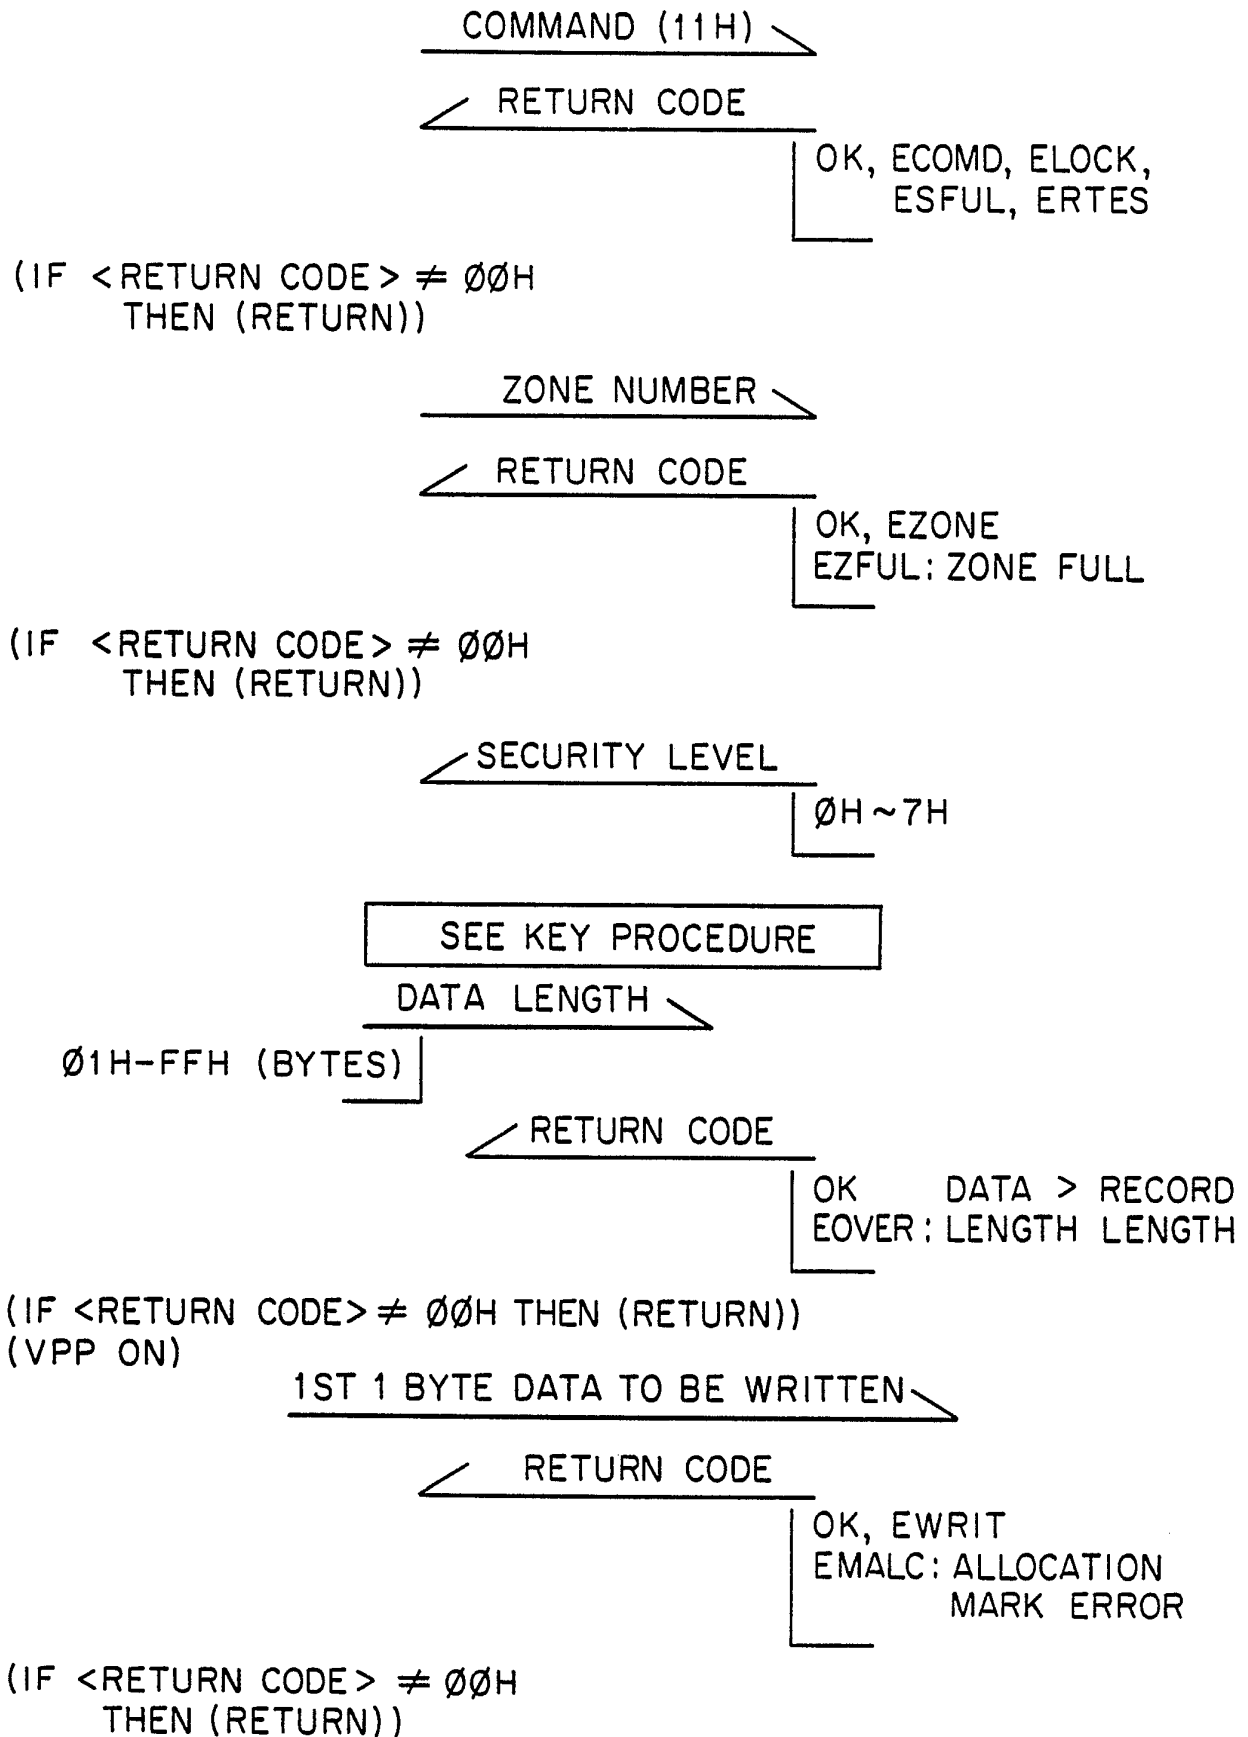 COMMAND (11H)
RETURN CODE
OK, ECOMD, ELOCK,
ESFUL, ERTES
(IF <RETURN CODE> ≠ ØØH
THEN (RETURN))
ZONE NUMBER
RETURN CODE
OK, EZONE
EZFUL: ZONE FULL
(IF <RETURN CODE> ≠ ØØH
THEN (RETURN))
SECURITY LEVEL
ØH~7H
SEE KEY PROCEDURE
DATA LENGTH
Ø1H-FFH (BYTES)
RETURN CODE
OK DATA > RECORD
EOVER: LENGTH LENGTH
(IF <RETURN CODE> ≠ ØØH THEN (RETURN))
(VPP ON)
1ST 1 BYTE DATA TO BE WRITTEN
RETURN CODE
OK, EWRIT
EMALC: ALLOCATION
MARK ERROR
(IF <RETURN CODE> ≠ ØØH
THEN (RETURN))